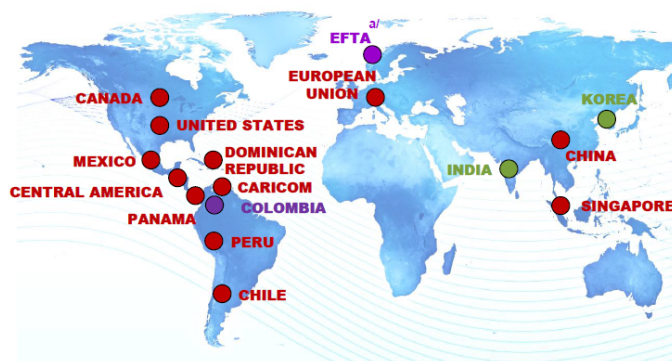 a/
EFTA
EUROPEAN
UNION
CANADA
KOREA
UNITED STATES
MEXICO
DOMINICAN
REPUBLIC
CHINA
INDIA
CENTRAL AMERICA
CARICOM
PANAMA
COLOMBIA
SINGAPORE
PERU
CHILE